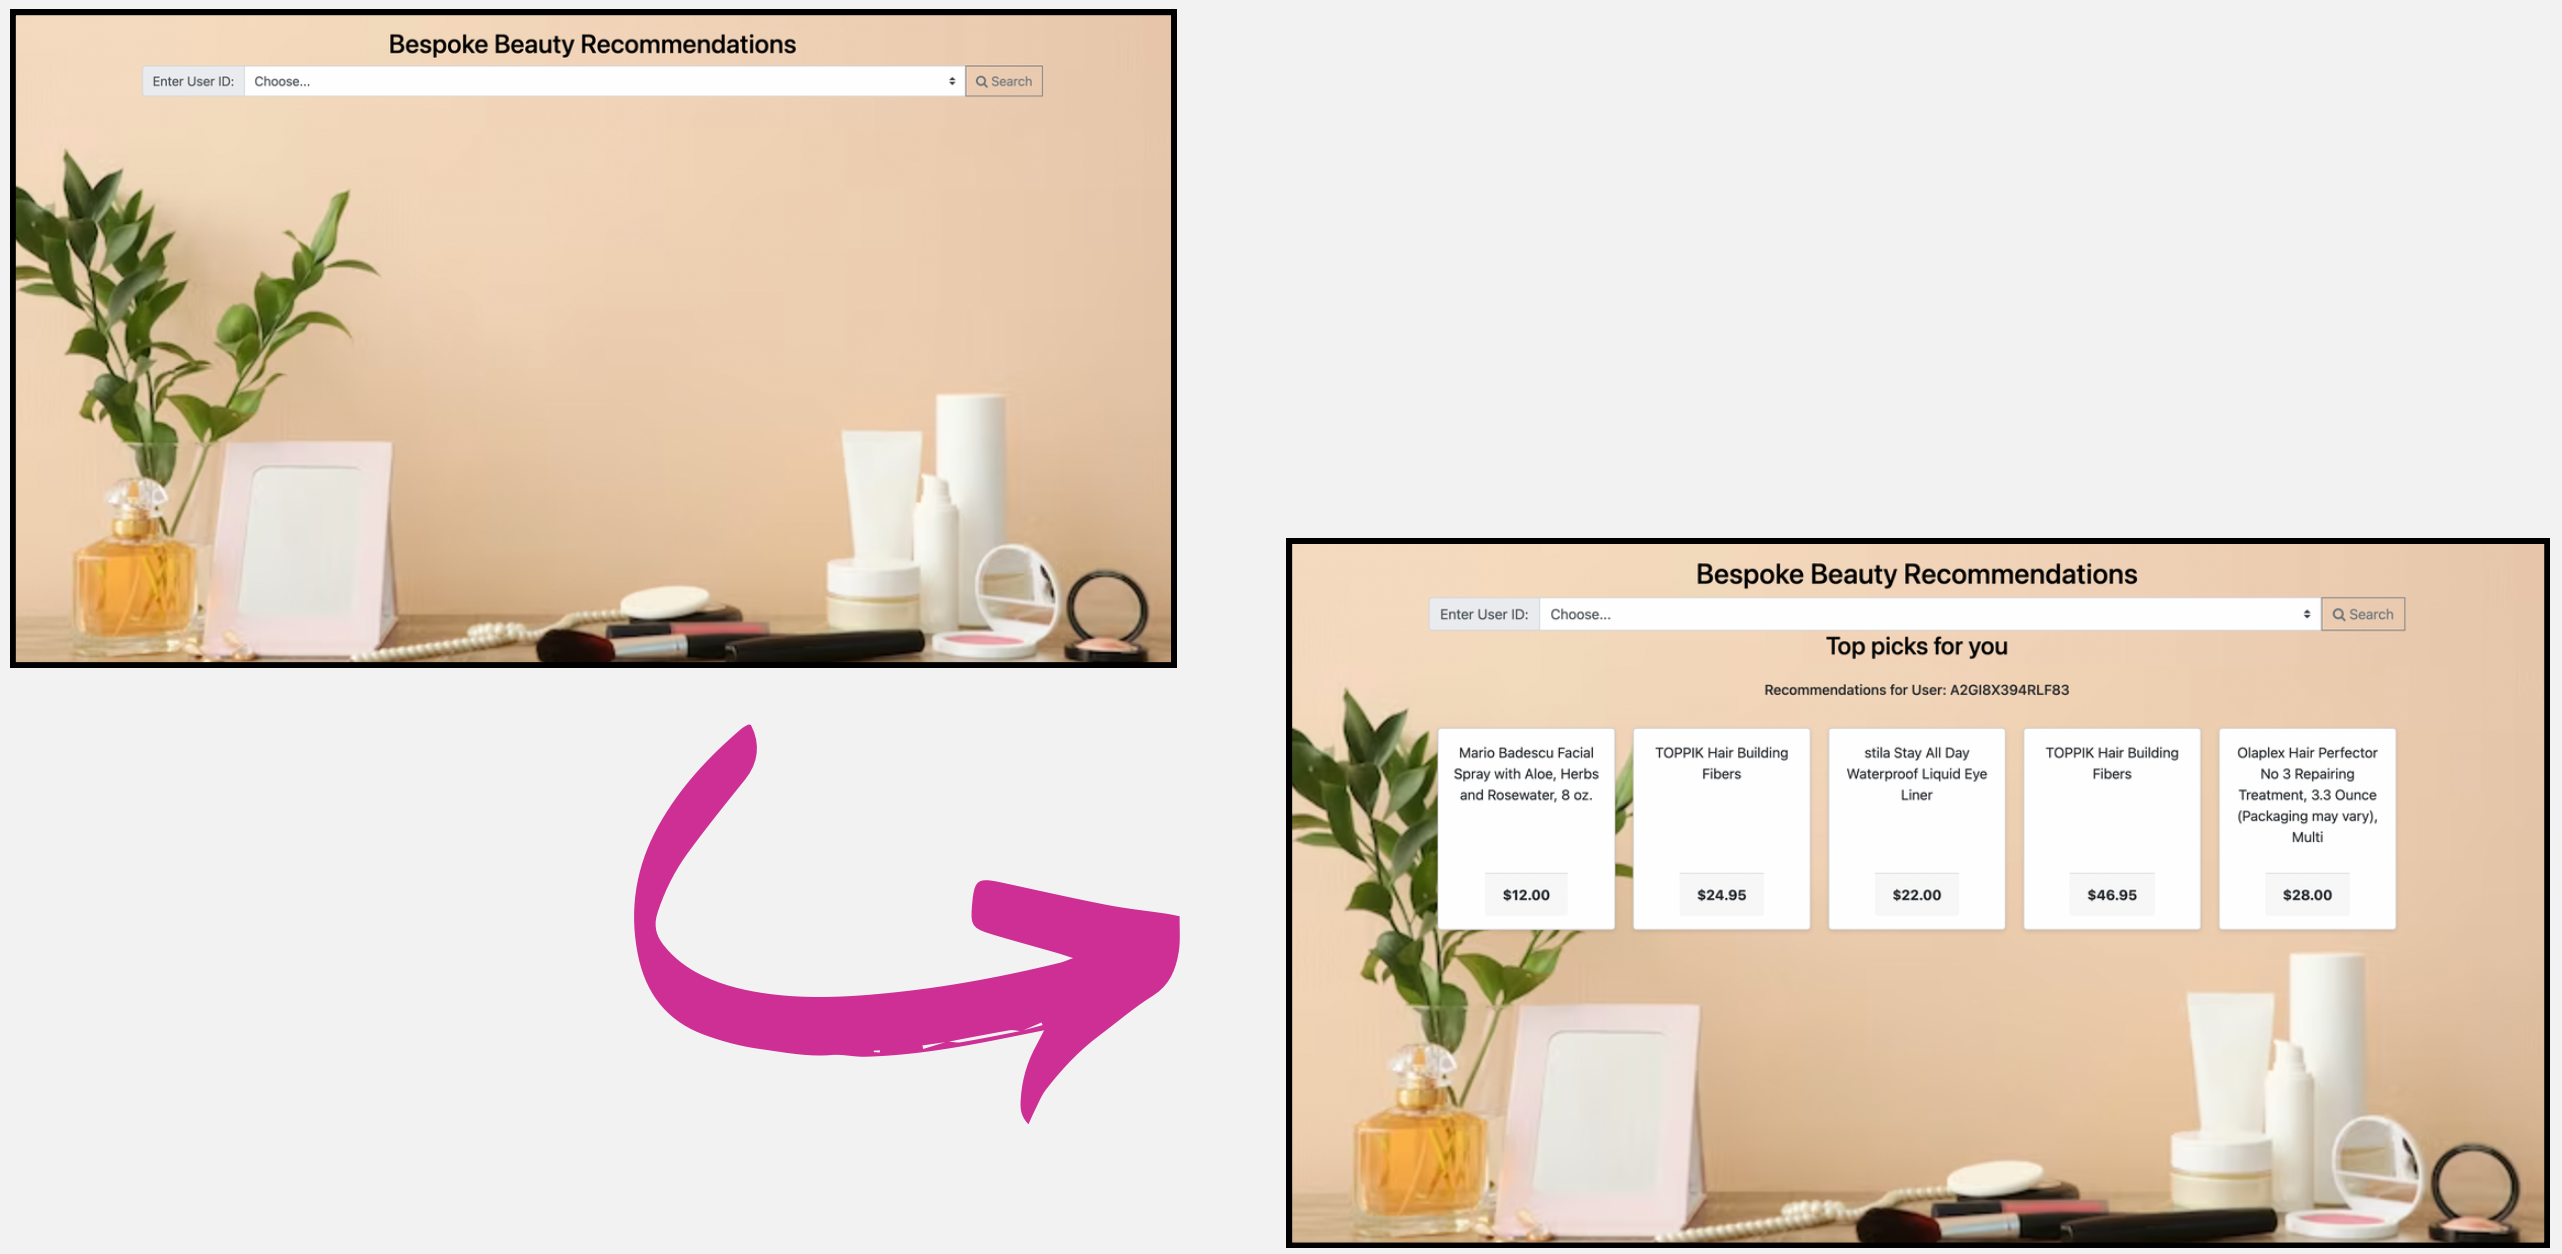 Bespoke Beauty Recommendations
Enter User ID: Choose... Search
Bespoke Beauty Recommendations
Enter User ID: Choose... Search
Top picks for you
Recommendations for User: A2GI8X394RLF83
Mario Badescu Facial
Spray with Aloe, Herbs
and Rosewater, 8 oz.
$12.00
TOPPIK Hair Building
Fibers
$24.95
stila Stay All Day
Waterproof Liquid Eye
Liner
$22.00
TOPPIK Hair Building
Fibers
$46.95
Olaplex Hair Perfector
No 3 Repairing
Treatment, 3.3 Ounce
(Packaging may vary),
Multi
$28.00